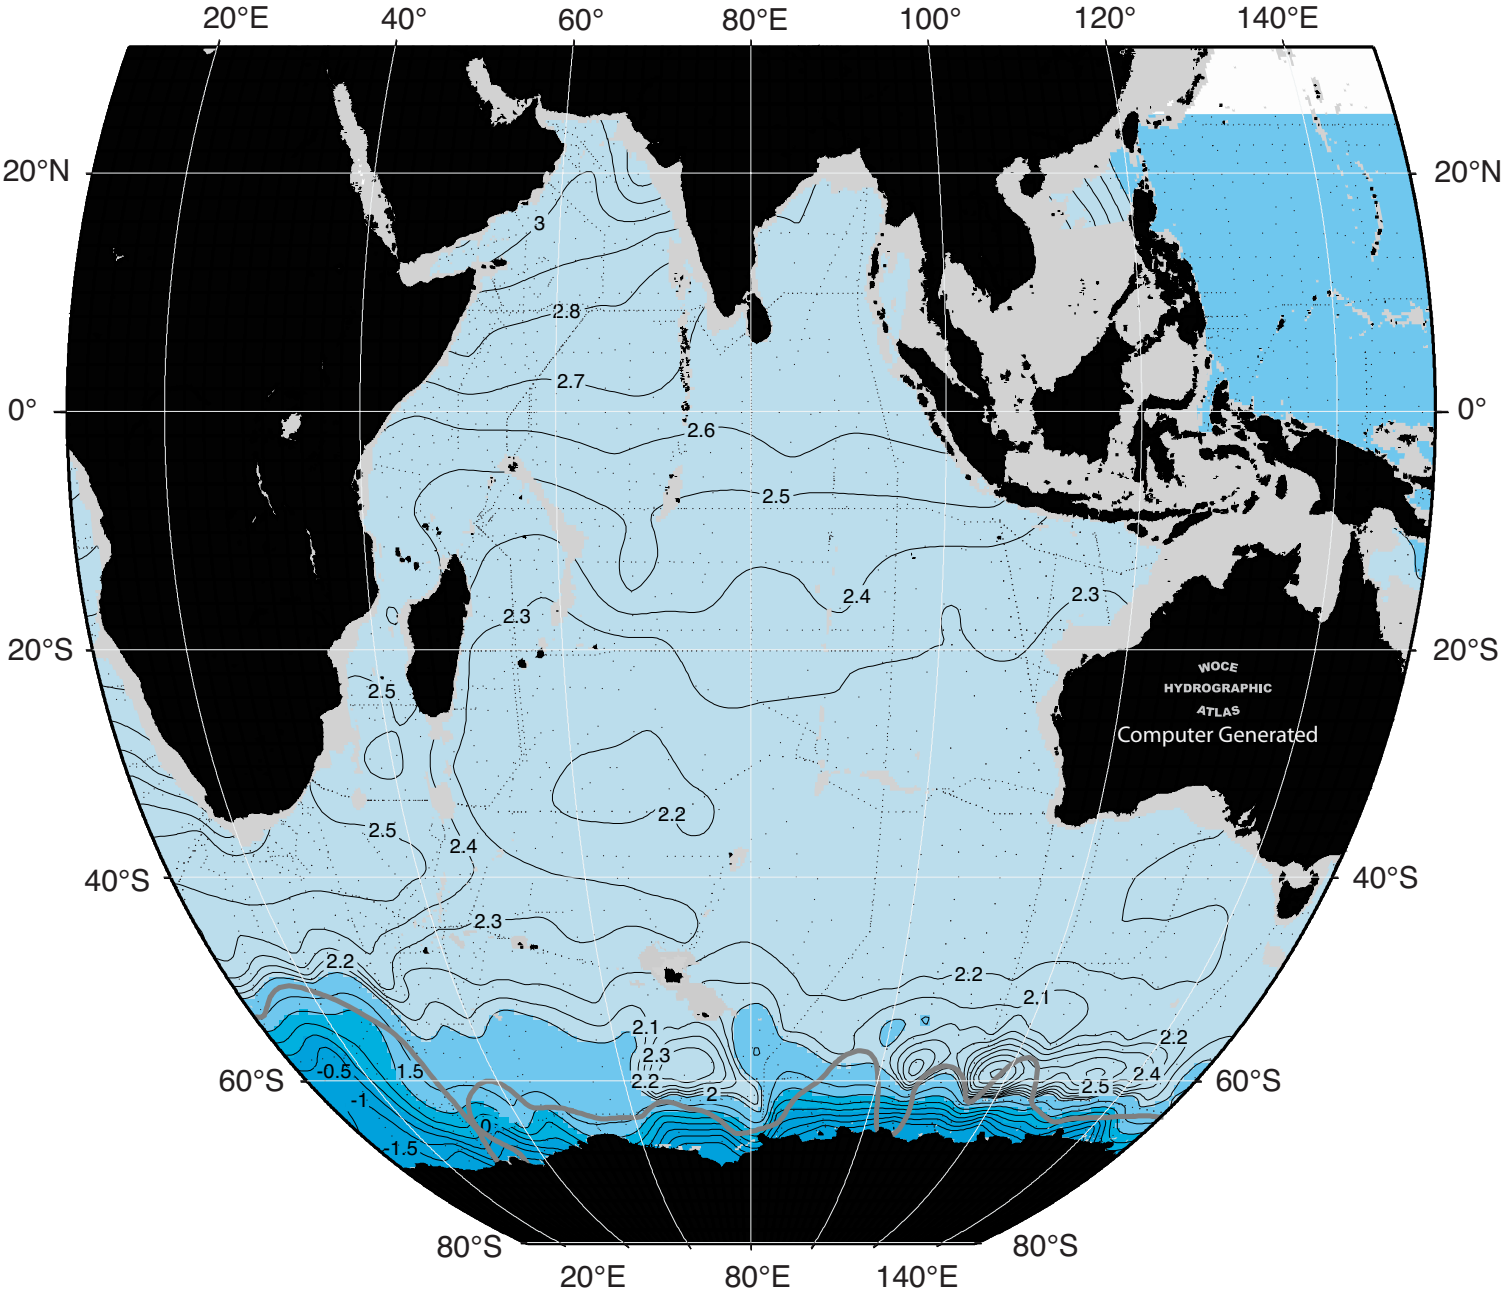 20°E 40° 60° 80°E 100° 120° 140°E
20°N 20°N
3
2.8
2.7
0° 0°
2.6
2.5
2.4 2.3
2.3
20°S 20°S
WOCE
HYDROGRAPHIC
ATLAS
Computer Generated
2.5
2.2
2.5
2.4
40°S 40°S
2.3
2.2 2.2
2.1
2.1 2.2
2.3
60°S -0.5 1.5 2.2 2 2.5 2.4 60°S
-1
0
-1.5
80°S 80°S
20°E 80°E 140°E